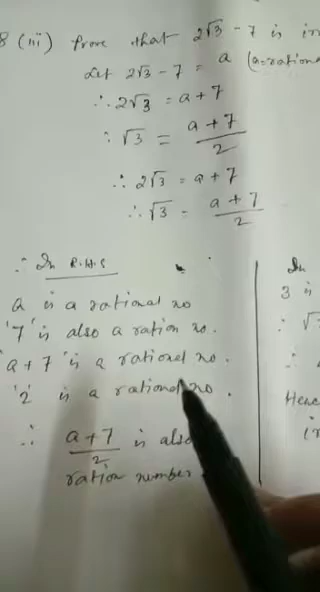 8 (iii) Prove that 2√3 - 7 is
Let 2√3 - 7 = a
∴ 2√3 = a + 7
∴ √3 = a + 7 / 2
∴ 2√3 = a + 7
∴ √3 = a + 7 / 2
∴ In R.H.S
a is a rational no
'7' is also a ration no.
'a + 7' is a rational no.
'2' is a rational no.
∴ a + 7 / 2 is also
ration number
In
3 is
∴ √3
Hence